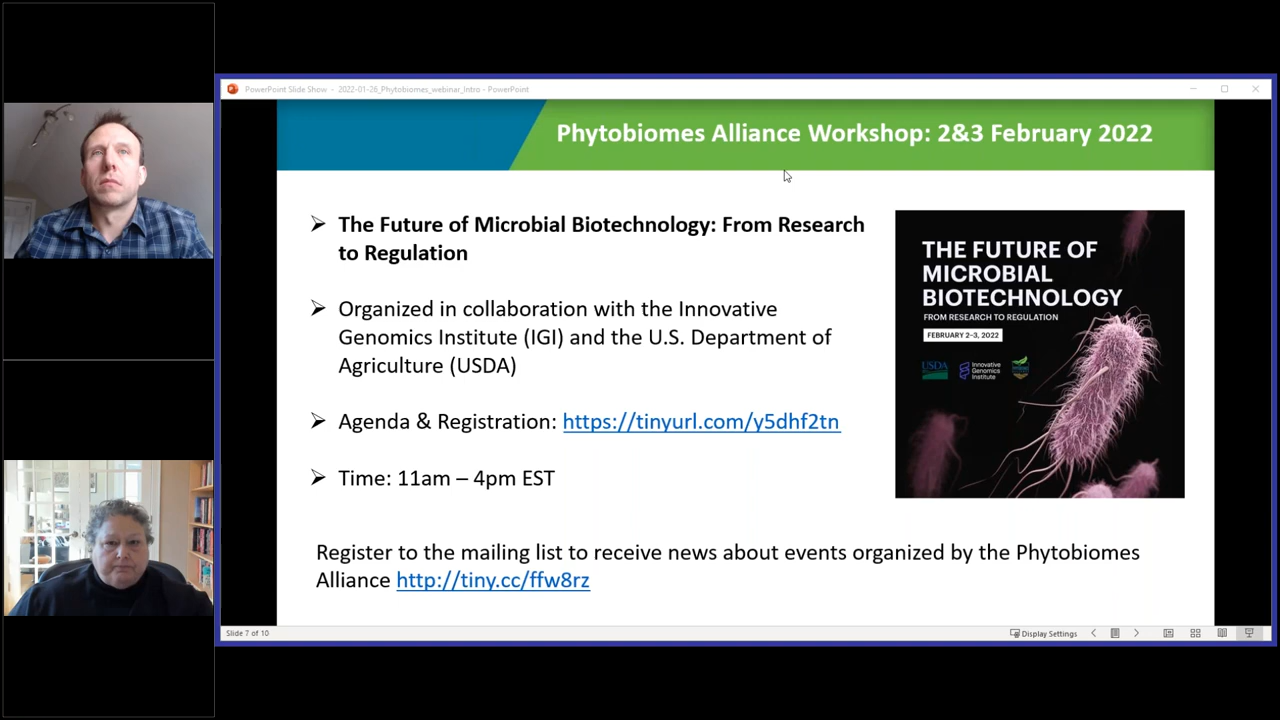 PowerPoint Slide Show - 2022-01-26_Phytobiomes_webinar_Intro - PowerPoint
Phytobiomes Alliance Workshop: 2&3 February 2022
The Future of Microbial Biotechnology: From Research
to Regulation
Organized in collaboration with the Innovative
Genomics Institute (IGI) and the U.S. Department of
Agriculture (USDA)
Agenda & Registration: https://tinyurl.com/y5dhf2tn
Time: 11am – 4pm EST
THE FUTURE OF
MICROBIAL
BIOTECHNOLOGY
FROM RESEARCH TO REGULATION
FEBRUARY 2-3, 2022
USDA
Innovative
Genomics
Institute
Register to the mailing list to receive news about events organized by the Phytobiomes
Alliance http://tiny.cc/ffw8rz
Slide 7 of 10
Display Settings